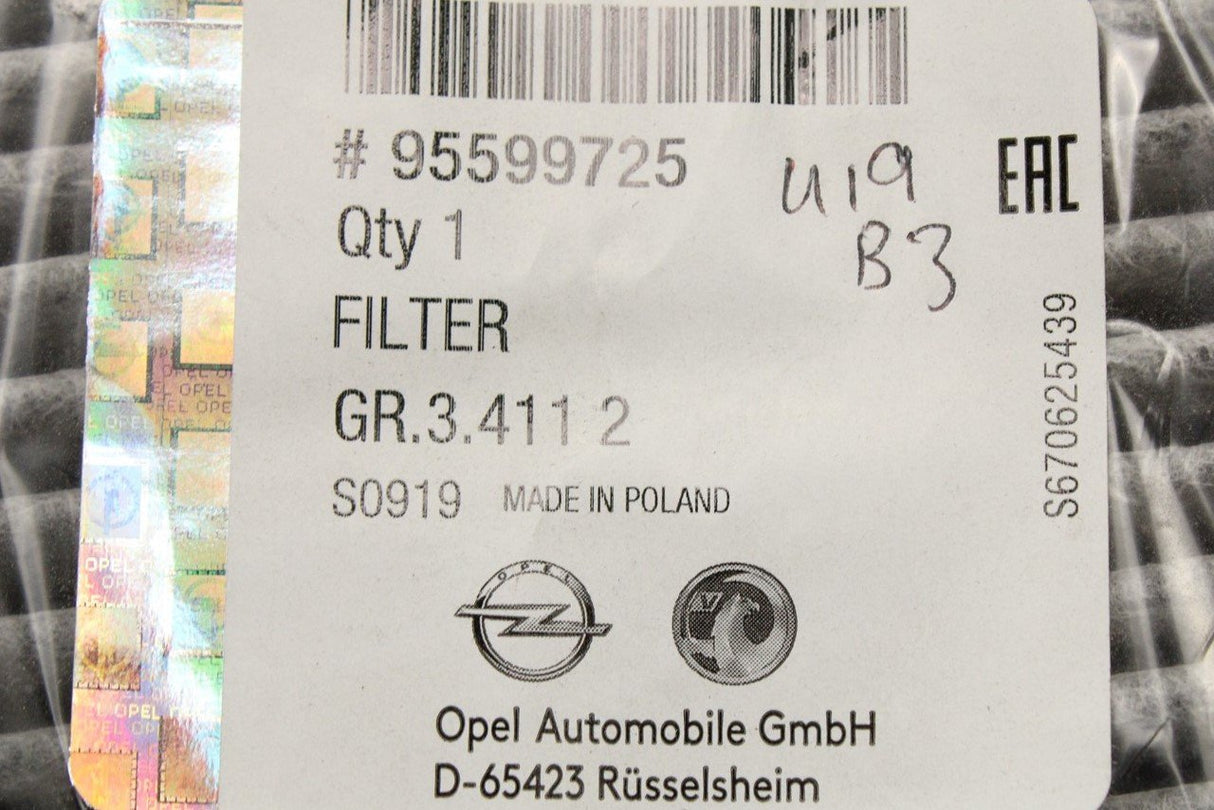 # 95599725
Qty 1
FILTER
GR.3.411 2
S0919 MADE IN POLAND
U19
B3
EAC
S670625439
OPEL
Opel Automobile GmbH
D-65423 Rüsselsheim